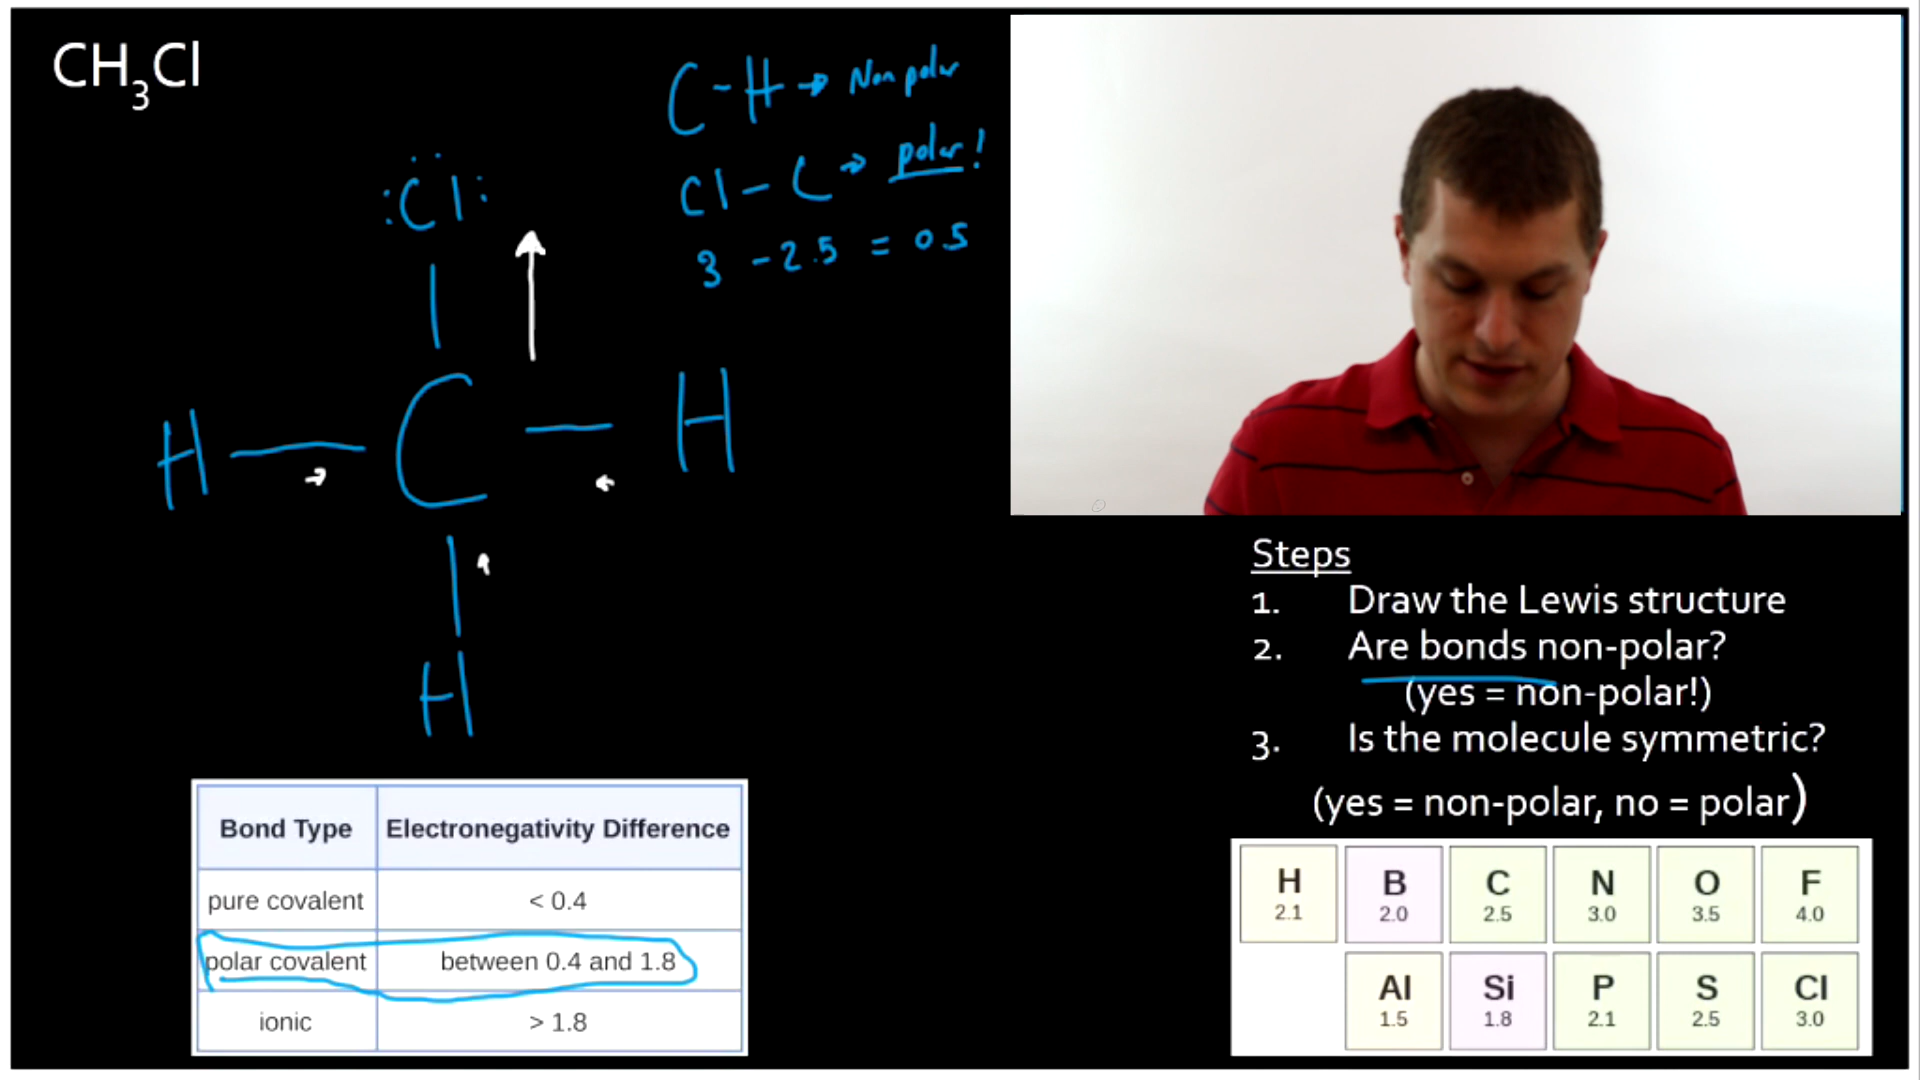 CH3Cl
C-H → Non polar
Cl - C → polar!
3 - 2.5 = 0.5
:Cl:
H — C — H
H
Steps
1. Draw the Lewis structure
2. Are bonds non-polar?
(yes = non-polar!)
3. Is the molecule symmetric?
(yes = non-polar, no = polar)
Bond Type Electronegativity Difference
pure covalent < 0.4
polar covalent between 0.4 and 1.8
ionic > 1.8
H B C N O F
2.1 2.0 2.5 3.0 3.5 4.0
Al Si P S Cl
1.5 1.8 2.1 2.5 3.0